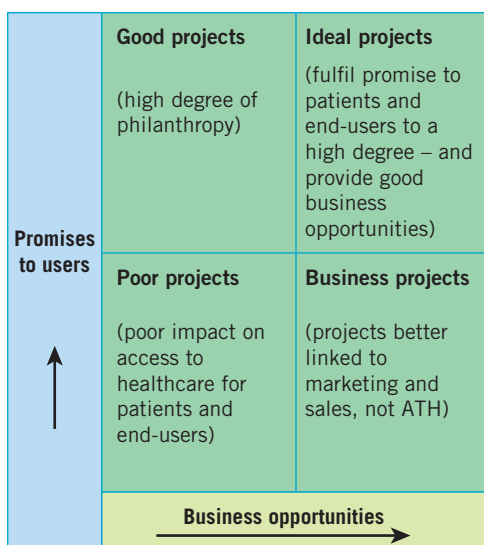 Good projects
(high degree of
philanthropy)
Ideal projects
(fulfil promise to
patients and
end-users to a
high degree – and
provide good
business
opportunities)
Promises
to users
Poor projects
(poor impact on
access to
healthcare for
patients and
end-users)
Business projects
(projects better
linked to
marketing and
sales, not ATH)
Business opportunities